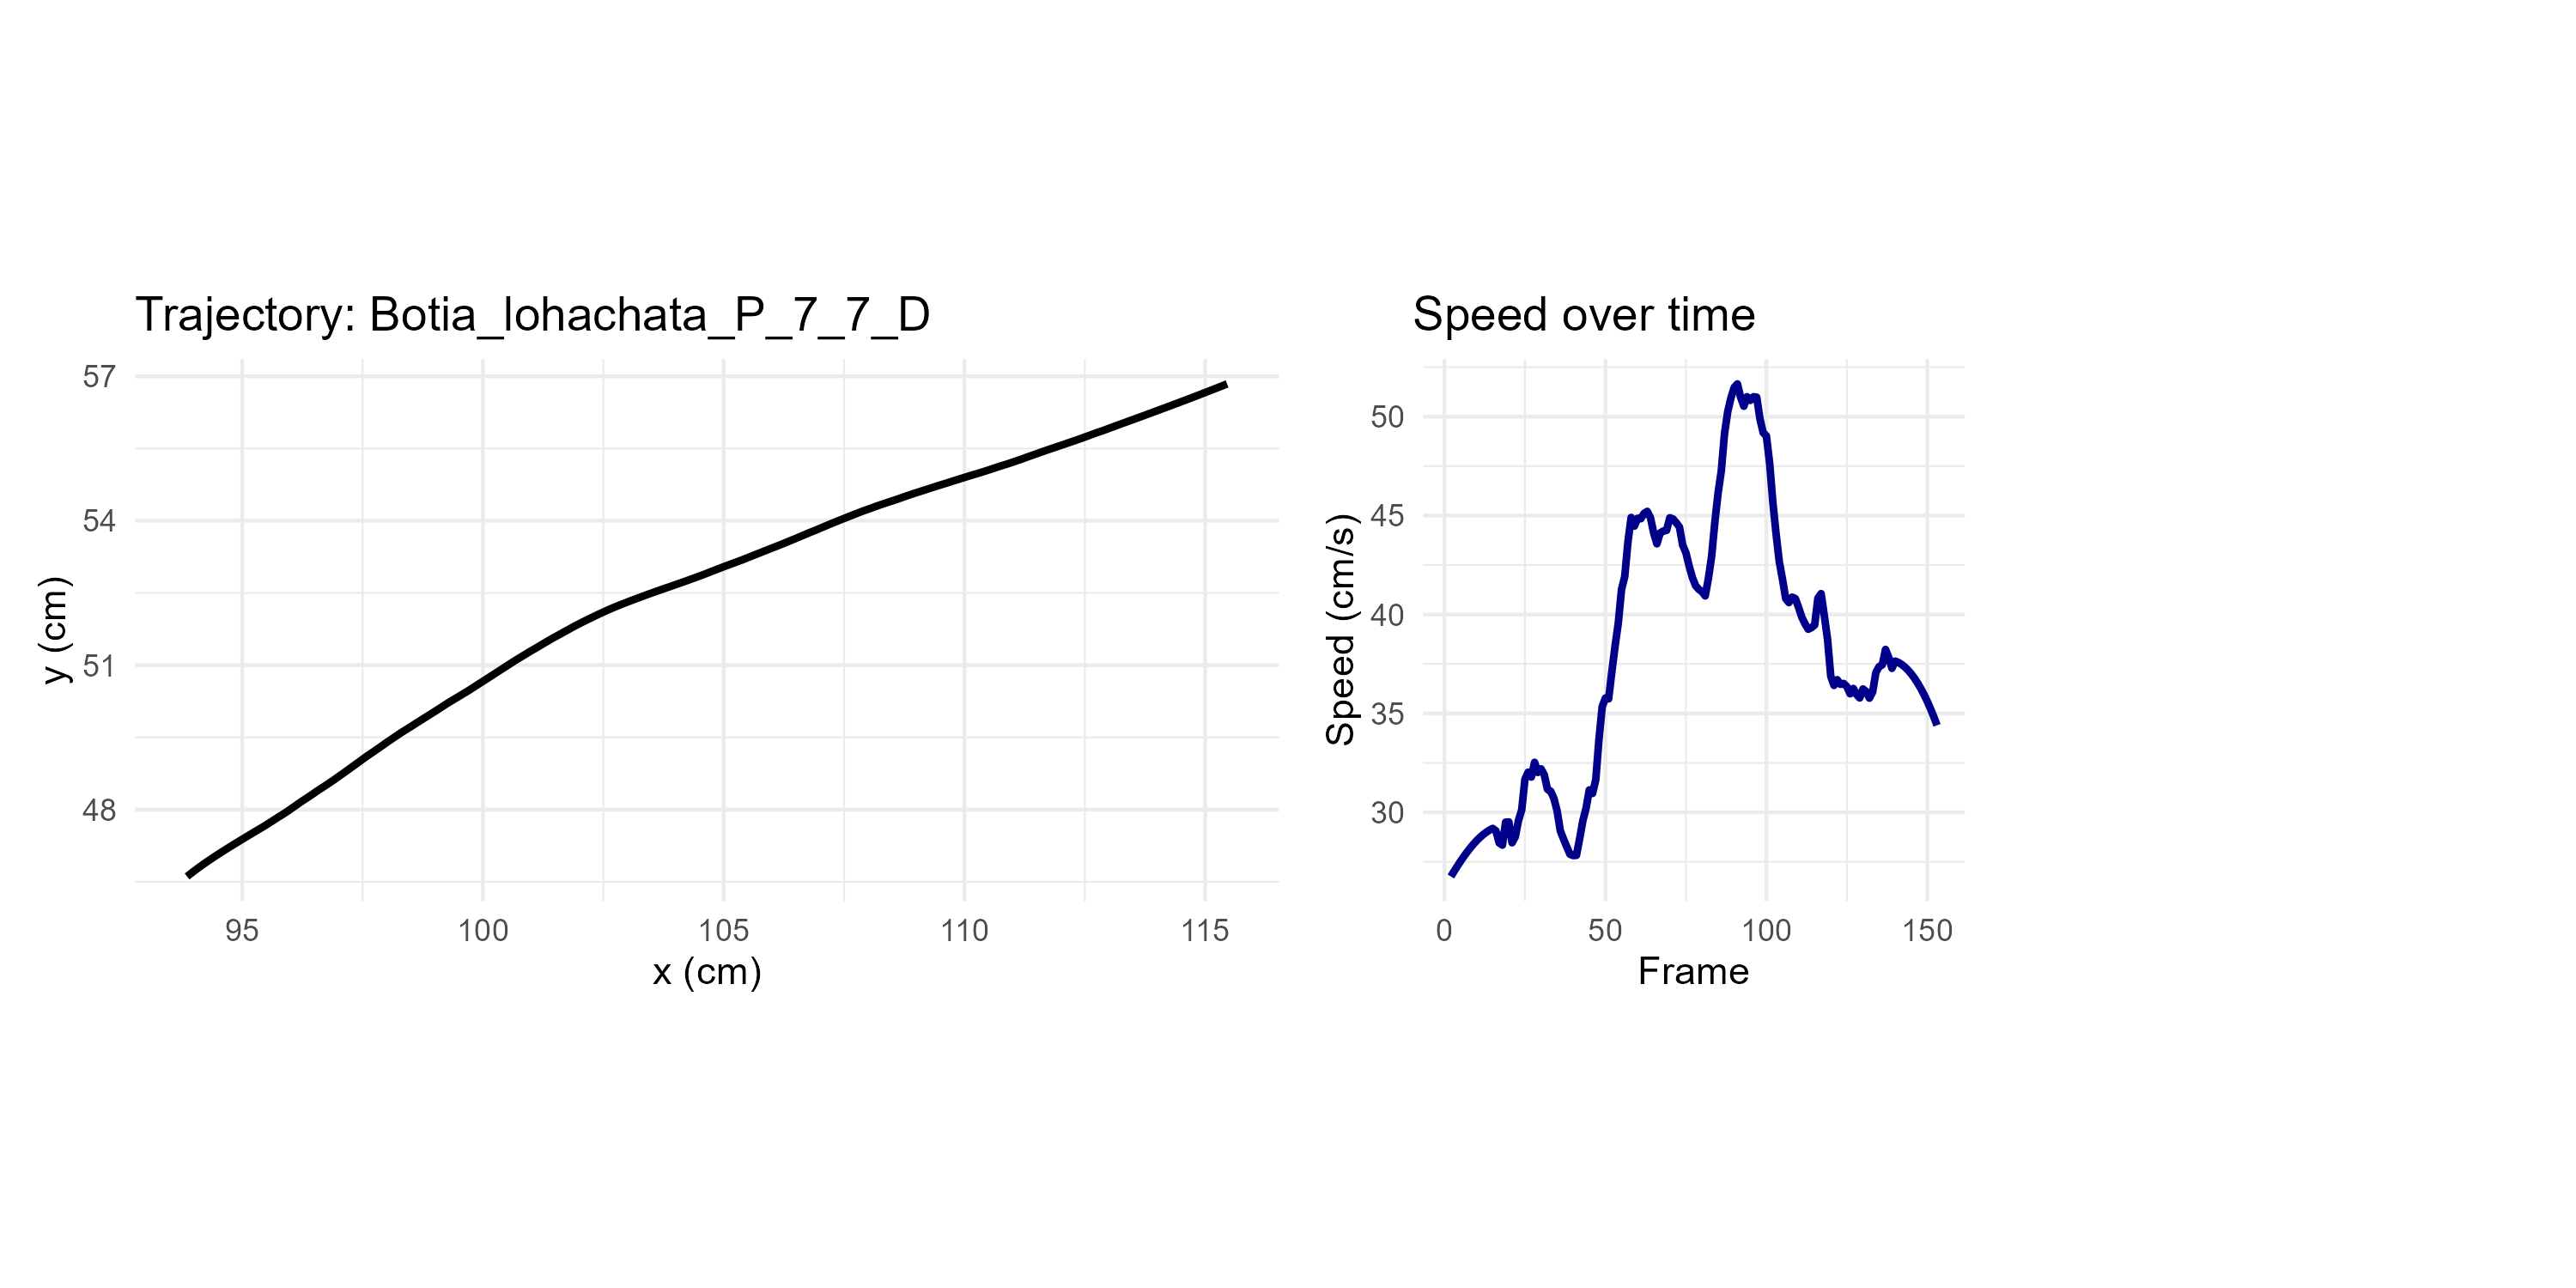 Trajectory: Botia_lohachata_P_7_7_D
57
54
51
48
y (cm)
95 100 105 110 115
x (cm)
Speed over time
50
45
40
35
30
Speed (cm/s)
0 50 100 150
Frame